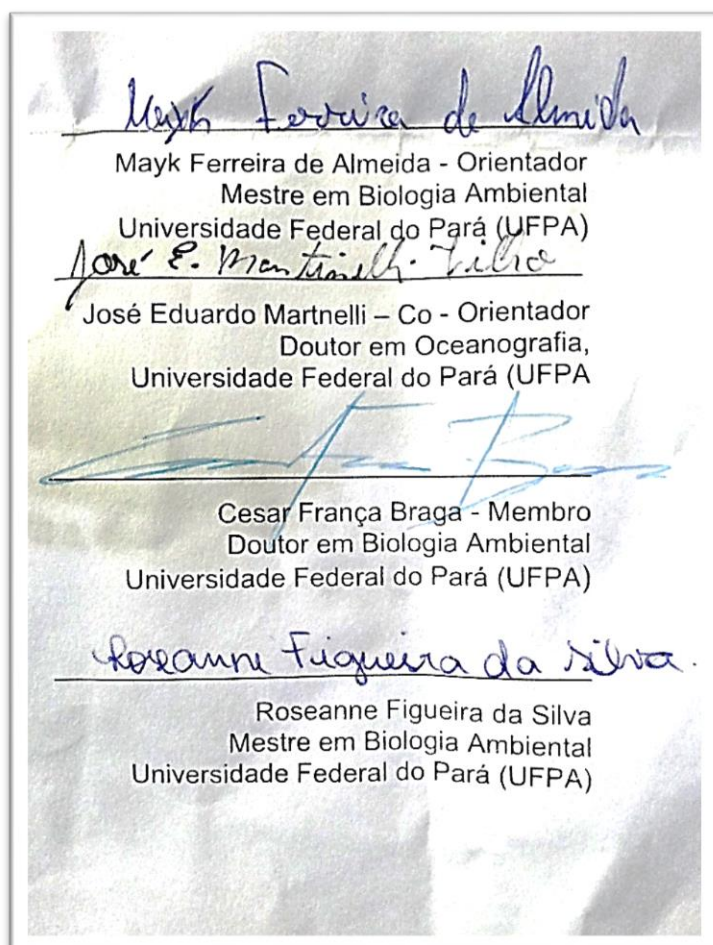 Mayk Ferreira de Almeida
Mayk Ferreira de Almeida - Orientador
Mestre em Biologia Ambiental
Universidade Federal do Pará (UFPA)
José E. Martinelli Filho
José Eduardo Martnelli – Co - Orientador
Doutor em Oceanografia,
Universidade Federal do Pará (UFPA
Cesar França Braga - Membro
Doutor em Biologia Ambiental
Universidade Federal do Pará (UFPA)
Roseanne Figueira da Silva.
Roseanne Figueira da Silva
Mestre em Biologia Ambiental
Universidade Federal do Pará (UFPA)